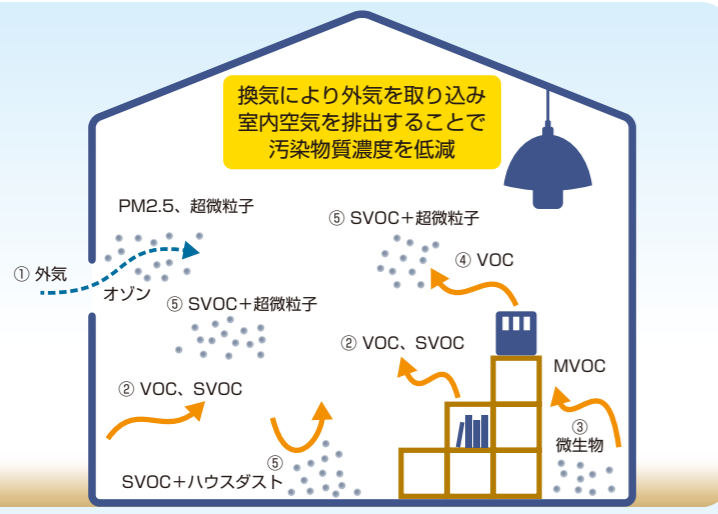 換気により外気を取り込み
室内空気を排出することで
汚染物質濃度を低減
PM2.5、超微粒子
⑤ SVOC＋超微粒子
④ VOC
① 外気
オゾン
⑤ SVOC＋超微粒子
② VOC、SVOC
MVOC
② VOC、SVOC
③
微生物
⑤
SVOC＋ハウスダスト